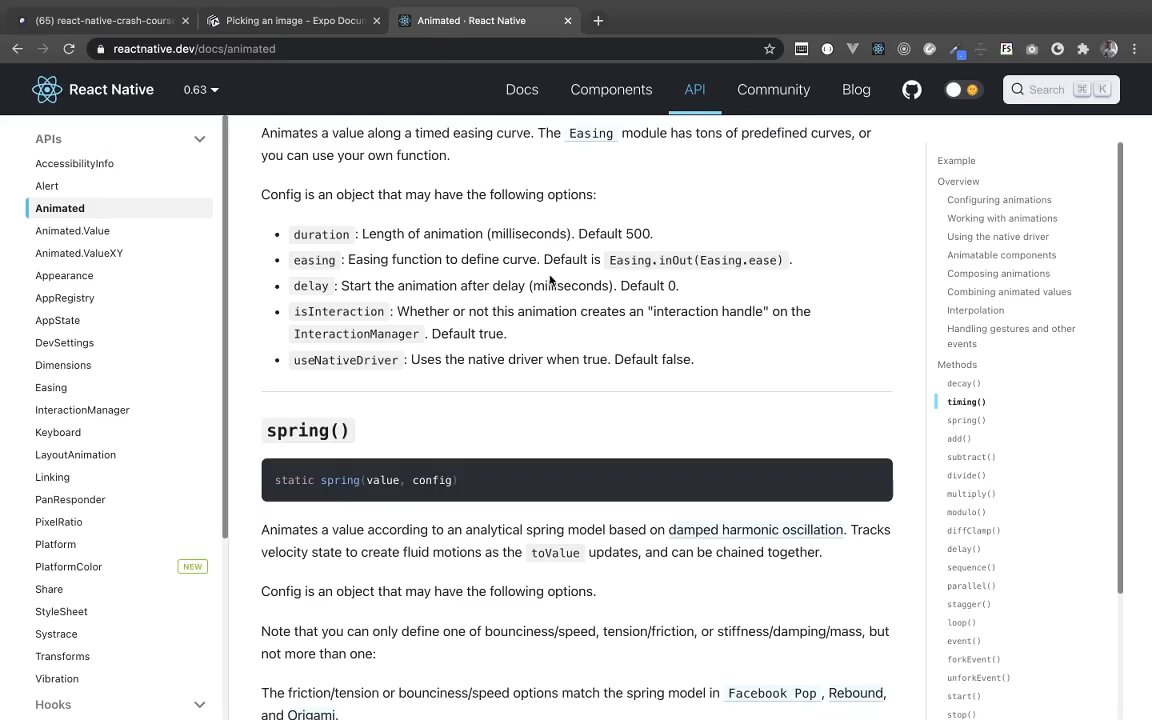 (65) react-native-crash-course
Picking an image - Expo Docu
Animated · React Native
reactnative.dev/docs/animated
FS
React Native
0.63
Docs
Components
API
Community
Blog
Search
⌘
K
APIs
AccessibilityInfo
Alert
Animated
Animated.Value
Animated.ValueXY
Appearance
AppRegistry
AppState
DevSettings
Dimensions
Easing
InteractionManager
Keyboard
LayoutAnimation
Linking
PanResponder
PixelRatio
Platform
PlatformColor NEW
Share
StyleSheet
Systrace
Transforms
Vibration
Hooks
Animates a value along a timed easing curve. The Easing module has tons of predefined curves, or
you can use your own function.
Config is an object that may have the following options:
• duration : Length of animation (milliseconds). Default 500.
• easing : Easing function to define curve. Default is Easing.inOut(Easing.ease) .
• delay : Start the animation after delay (milliseconds). Default 0.
• isInteraction : Whether or not this animation creates an "interaction handle" on the
InteractionManager . Default true.
• useNativeDriver : Uses the native driver when true. Default false.
spring()
static spring(value, config)
Animates a value according to an analytical spring model based on damped harmonic oscillation. Tracks
velocity state to create fluid motions as the toValue updates, and can be chained together.
Config is an object that may have the following options.
Note that you can only define one of bounciness/speed, tension/friction, or stiffness/damping/mass, but
not more than one:
The friction/tension or bounciness/speed options match the spring model in Facebook Pop , Rebound,
and Origami.
Example
Overview
Configuring animations
Working with animations
Using the native driver
Animatable components
Composing animations
Combining animated values
Interpolation
Handling gestures and other
events
Methods
decay()
timing()
spring()
add()
subtract()
divide()
multiply()
modulo()
diffClamp()
delay()
sequence()
parallel()
stagger()
loop()
event()
forkEvent()
unforkEvent()
start()
stop()